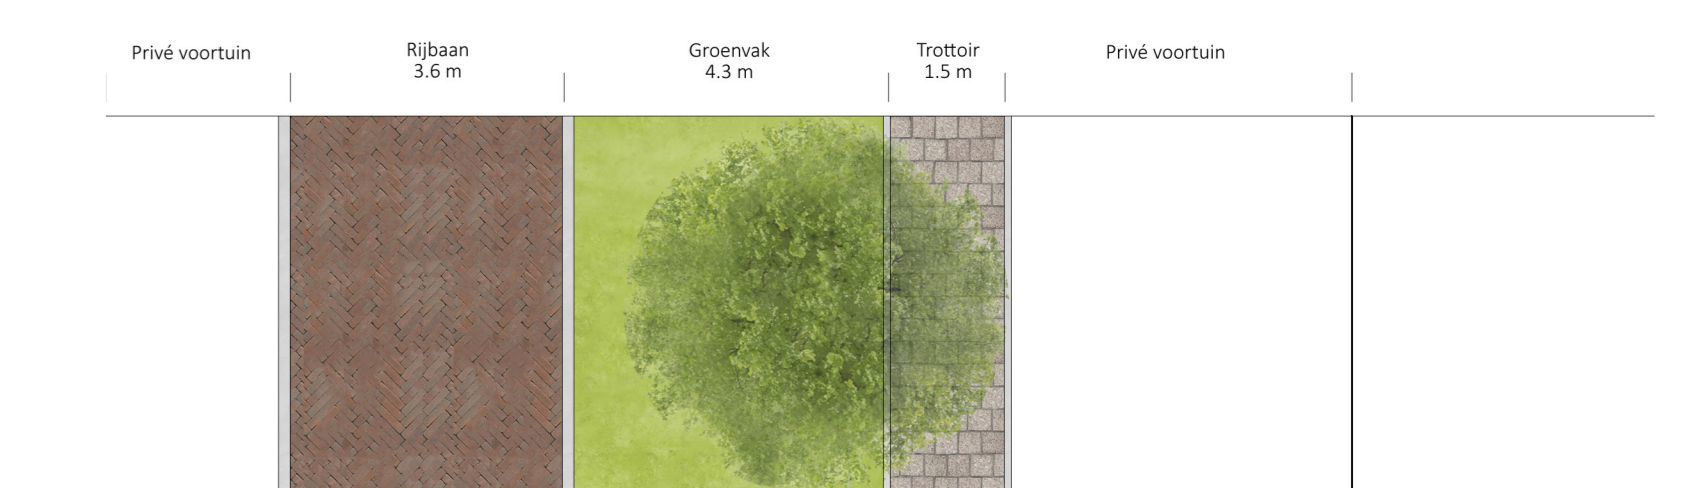 Privé voortuin
Rijbaan
3.6 m
Groenvak
4.3 m
Trottoir
1.5 m
Privé voortuin